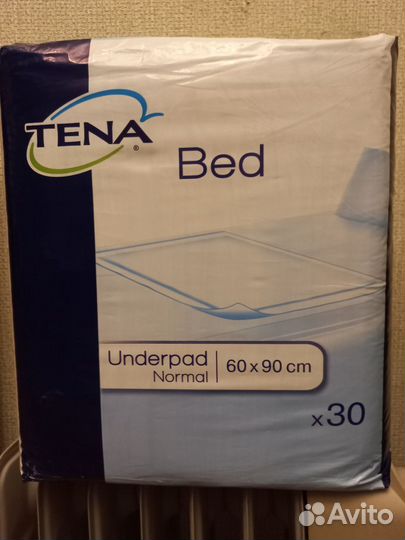 TENA®
Bed
Underpad
Normal
60 x 90 cm
x30
Avito